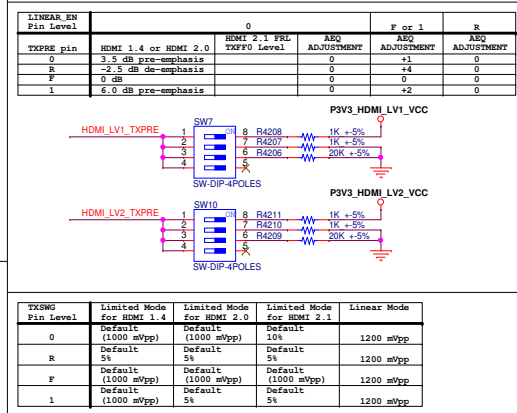 LINEAR_EN
Pin Level 0 F or 1 R
TXPRE pin HDMI 1.4 or HDMI 2.0 HDMI 2.1 FRL TXFF0 Level AEQ ADJUSTMENT AEQ ADJUSTMENT AEQ ADJUSTMENT
0 3.5 dB pre-emphasis 0 +1 0
R -2.5 dB de-emphasis 0 +4 0
F 0 dB 0 0 0
1 6.0 dB pre-emphasis 0 +2 0
P3V3_HDMI_LV1_VCC
SW7
HDMI_LV1_TXPRE 1 ON 8 R4208 1K +-5%
2 7 R4207 1K +-5%
3 6 R4206 20K +-5%
4 5
SW-DIP-4POLES
P3V3_HDMI_LV2_VCC
SW10
HDMI_LV2_TXPRE 1 ON 8 R4211 1K +-5%
2 7 R4210 1K +-5%
3 6 R4209 20K +-5%
4 5
SW-DIP-4POLES
TXSWG Limited Mode Limited Mode Limited Mode Linear Mode
Pin Level for HDMI 1.4 for HDMI 2.0 for HDMI 2.1
Default Default Default
0 (1000 mVpp) (1000 mVpp) 10% 1200 mVpp
Default Default Default
R 5% 5% 5% 1200 mVpp
Default Default Default
F (1000 mVpp) (1000 mVpp) (1000 mVpp) 1200 mVpp
Default Default Default
1 (1000 mVpp) 5% 5% 1200 mVpp